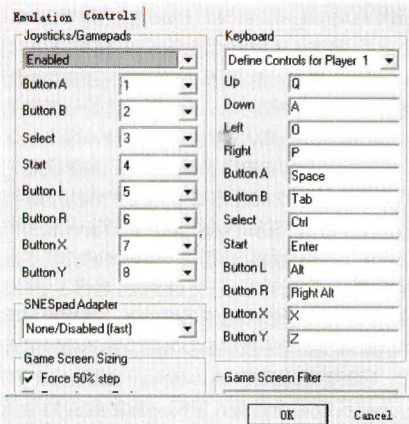 Emulation Controls
Joysticks/Gamepads
Enabled
Button A 1
Button B 2
Select 3
Start 4
Button L 5
Button R 6
Button X 7
Button Y 8
SNESpad Adapter
None/Disabled (fast)
Game Screen Sizing
Force 50% step
Keyboard
Define Controls for Player 1
Up Q
Down A
Left O
Right P
Button A Space
Button B Tab
Select Ctrl
Start Enter
Button L Alt
Button R Right Alt
Button X X
Button Y Z
Game Screen Filter
OK Cancel